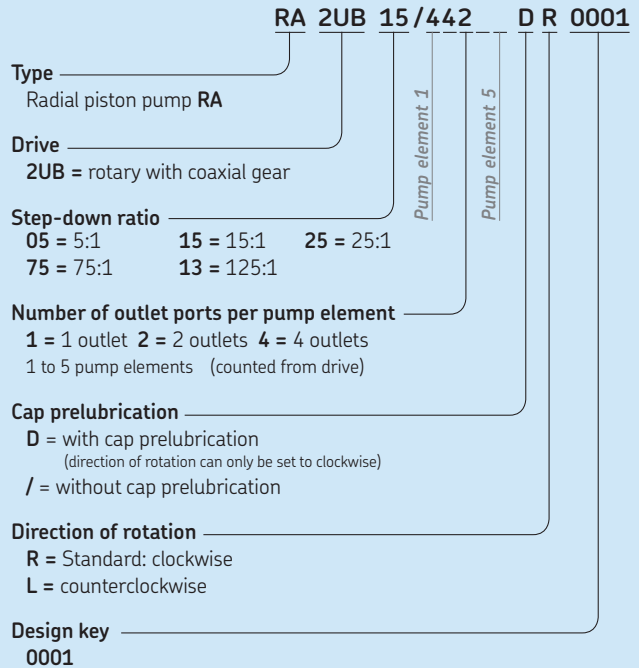 RA 2UB 15/442_ _ D R 0001
Pump element 1
Pump element 5
Type
Radial piston pump RA
Drive
2UB = rotary with coaxial gear
Step-down ratio
05 = 5:1 15 = 15:1 25 = 25:1
75 = 75:1 13 = 125:1
Number of outlet ports per pump element
1 = 1 outlet 2 = 2 outlets 4 = 4 outlets
1 to 5 pump elements (counted from drive)
Cap prelubrication
D = with cap prelubrication
(direction of rotation can only be set to clockwise)
/ = without cap prelubrication
Direction of rotation
R = Standard: clockwise
L = counterclockwise
Design key
0001